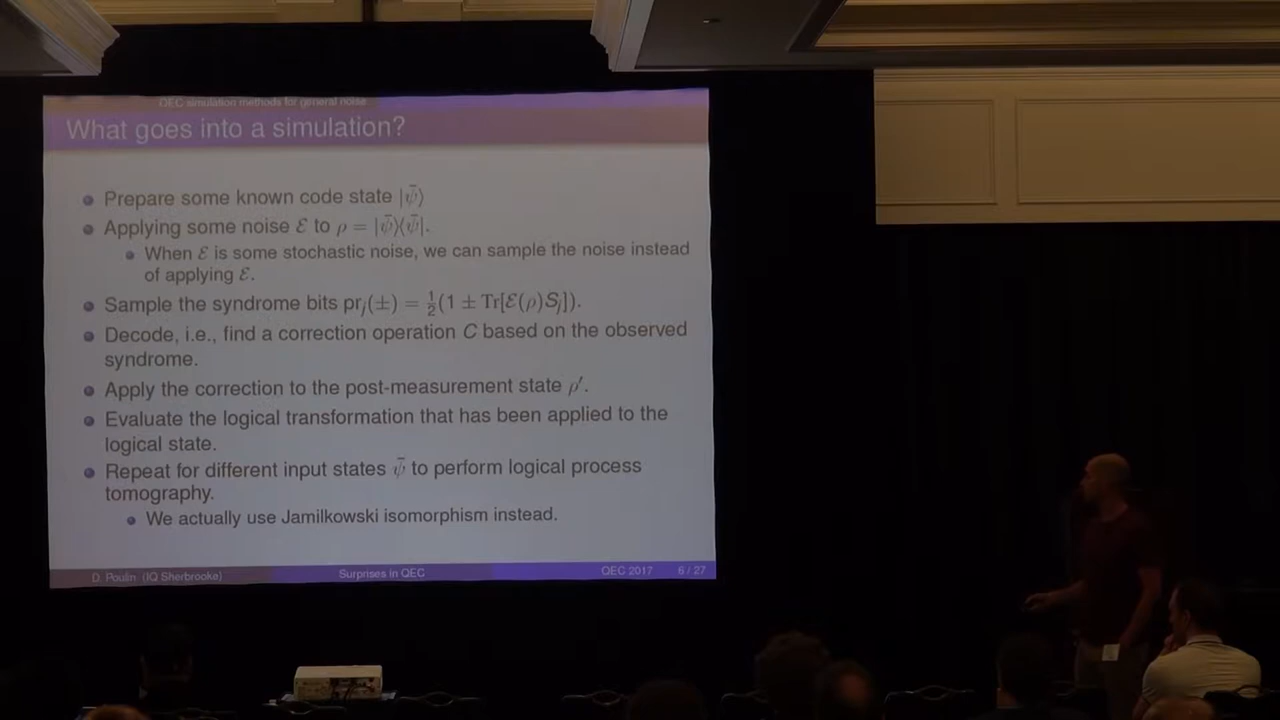 QEC simulation methods for general noise
What goes into a simulation?
Prepare some known code state |ψ̄⟩
Applying some noise ℰ to ρ = |ψ̄⟩⟨ψ̄|.
When ℰ is some stochastic noise, we can sample the noise instead
of applying ℰ.
Sample the syndrome bits prⱼ(±) = ½(1 ± Tr[ℰ(ρ)Sⱼ]).
Decode, i.e., find a correction operation C based on the observed
syndrome.
Apply the correction to the post-measurement state ρ′.
Evaluate the logical transformation that has been applied to the
logical state.
Repeat for different input states ψ̄ to perform logical process
tomography.
We actually use Jamilkowski isomorphism instead.
D. Poulin (IQ Sherbrooke)
Surprises in QEC
QEC 2017
6 / 27